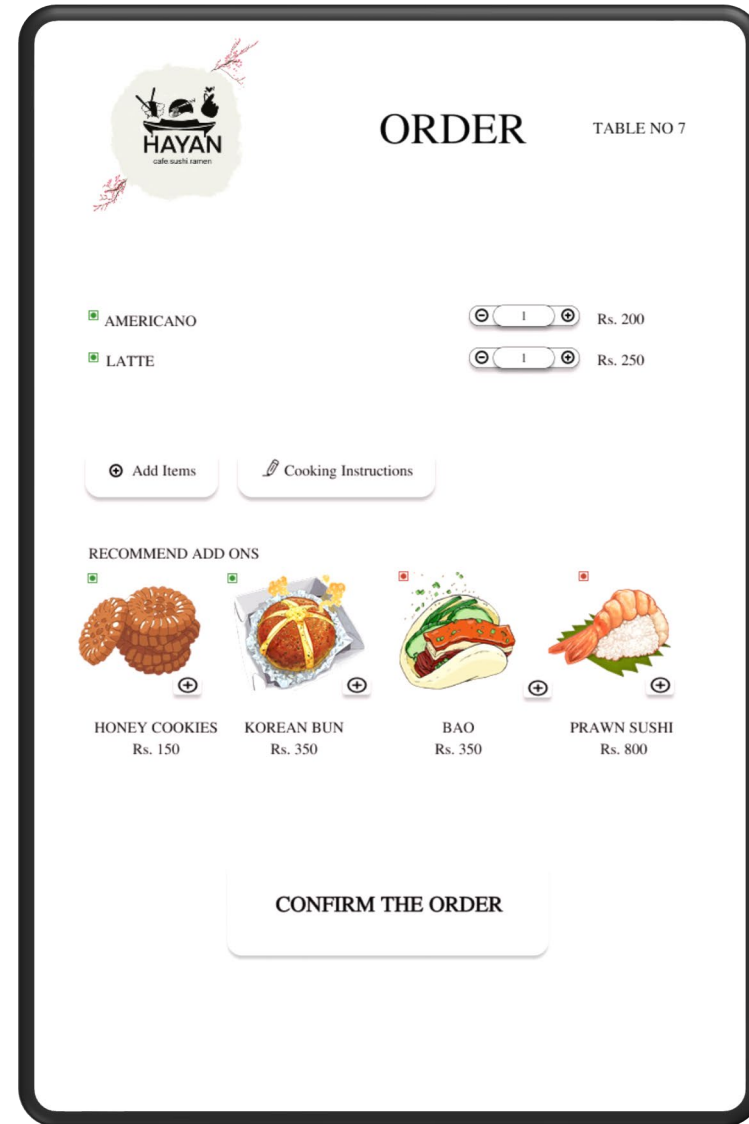 HAYAN
cafe.sushi.ramen
ORDER
TABLE NO 7
AMERICANO 1 Rs. 200
LATTE 1 Rs. 250
Add Items Cooking Instructions
RECOMMEND ADD ONS
HONEY COOKIES KOREAN BUN BAO PRAWN SUSHI
Rs. 150 Rs. 350 Rs. 350 Rs. 800
CONFIRM THE ORDER